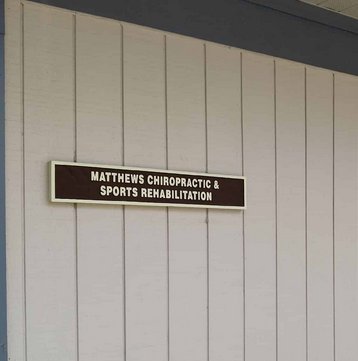 MATTHEWS CHIROPRACTIC &
SPORTS REHABILITATION